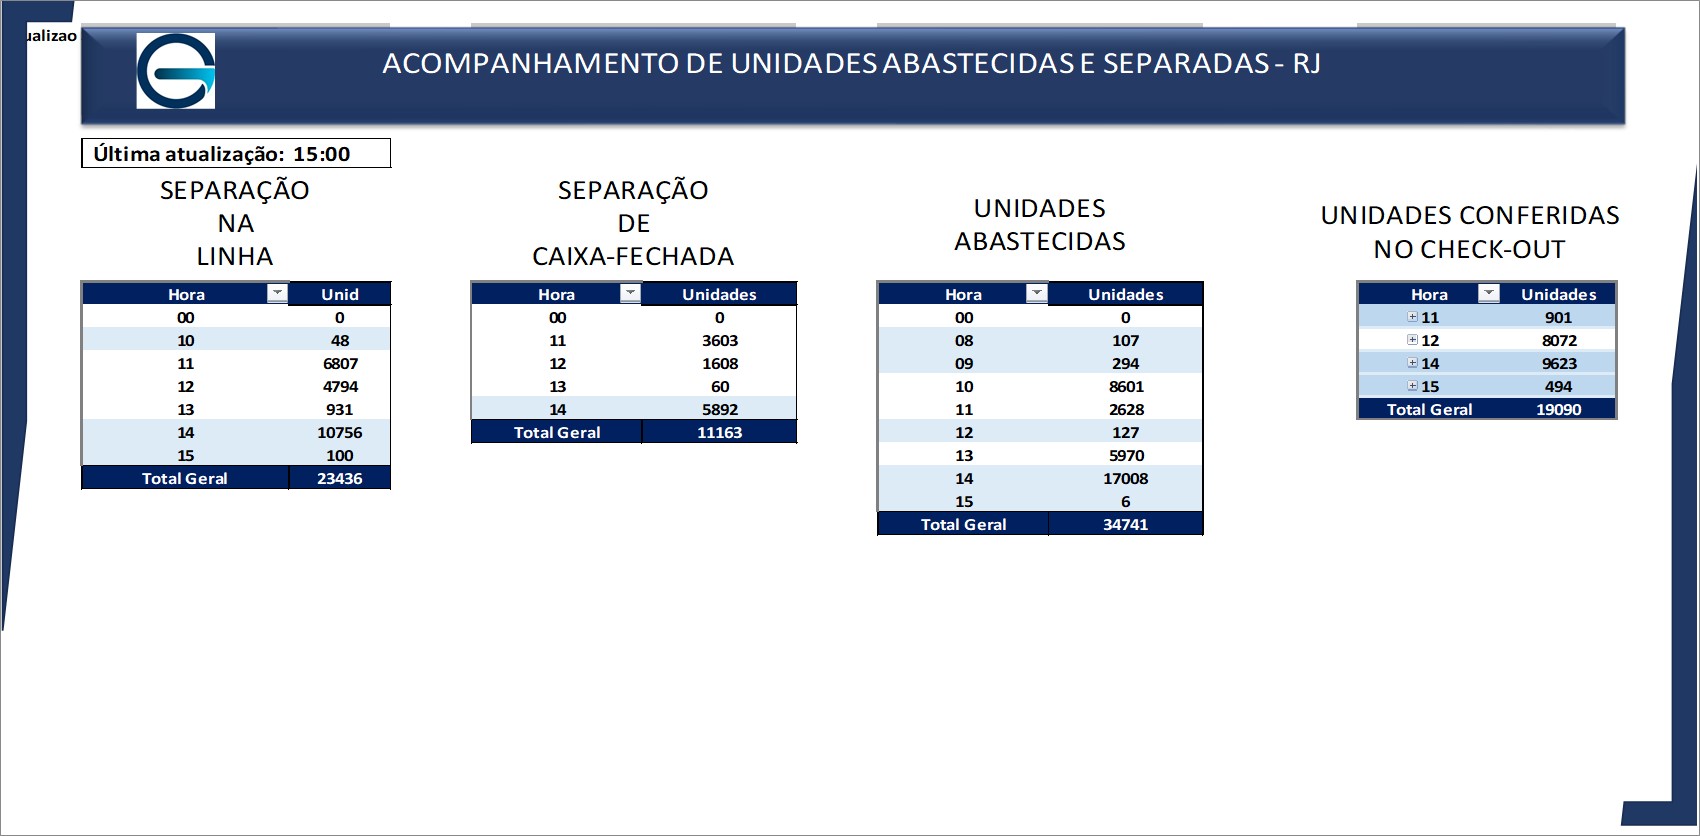 ualizao
ACOMPANHAMENTO DE UNIDADES ABASTECIDAS E SEPARADAS - RJ
Última atualização: 15:00
SEPARAÇÃO
NA
LINHA
Hora Unid
00 0
10 48
11 6807
12 4794
13 931
14 10756
15 100
Total Geral 23436
SEPARAÇÃO
DE
CAIXA-FECHADA
Hora Unidades
00 0
11 3603
12 1608
13 60
14 5892
Total Geral 11163
UNIDADES
ABASTECIDAS
Hora Unidades
00 0
08 107
09 294
10 8601
11 2628
12 127
13 5970
14 17008
15 6
Total Geral 34741
UNIDADES CONFERIDAS
NO CHECK-OUT
Hora Unidades
11 901
12 8072
14 9623
15 494
Total Geral 19090